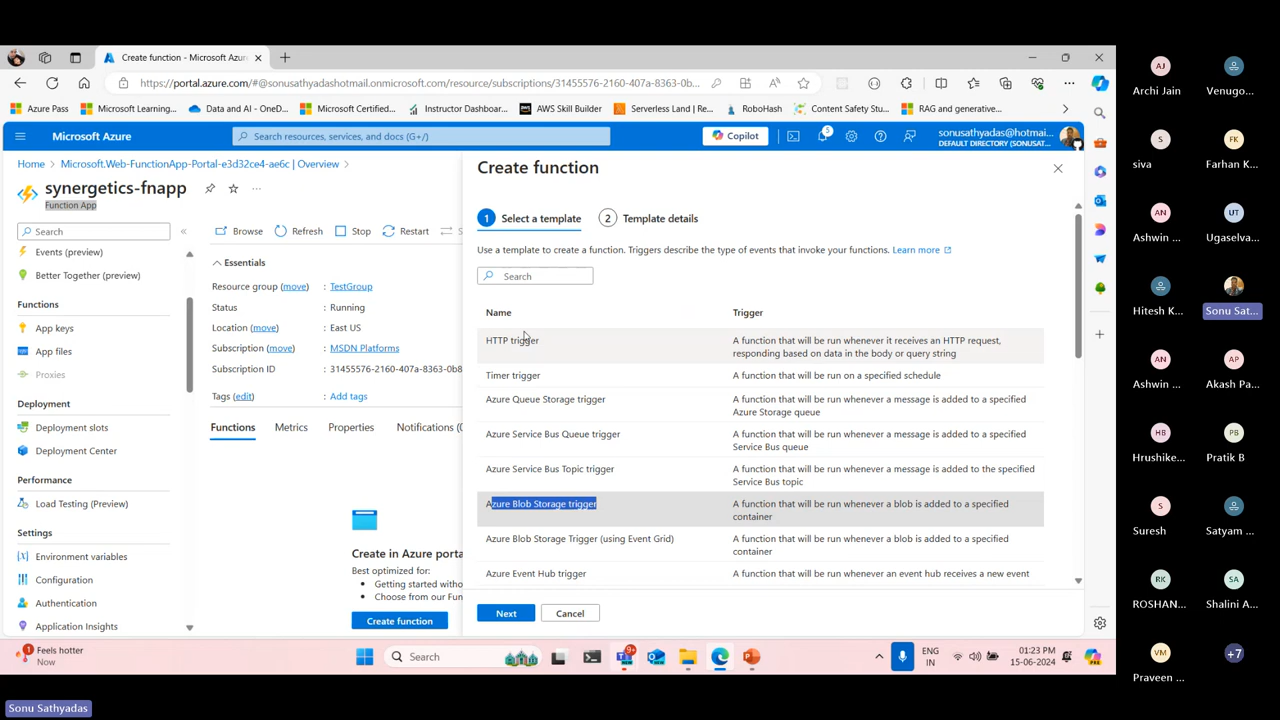 Create function - Microsoft Azur
https://portal.azure.com/#@sonusathyadashotmail.onmicrosoft.com/resource/subscriptions/31455576-2160-407a-8363-0b...
Azure Pass
Microsoft Learning...
Data and AI - OneD...
Microsoft Certified...
Instructor Dashboar...
AWS Skill Builder
Serverless Land | Re...
RoboHash
Content Safety Stu...
RAG and generative...
Microsoft Azure
Search resources, services, and docs (G+/)
Copilot
5
sonusathyadas@hotmai...
DEFAULT DIRECTORY (SONUSAT...
Home > Microsoft.Web-FunctionApp-Portal-e3d32ce4-ae6c | Overview >
synergetics-fnapp
Function App
Search
Events (preview)
Better Together (preview)
Functions
App keys
App files
Proxies
Deployment
Deployment slots
Deployment Center
Performance
Load Testing (Preview)
Settings
Environment variables
Configuration
Authentication
Application Insights
Browse
Refresh
Stop
Restart
S
Essentials
Resource group (move) : TestGroup
Status : Running
Location (move) : East US
Subscription (move) : MSDN Platforms
Subscription ID : 31455576-2160-407a-8363-0b8
Tags (edit) : Add tags
Functions
Metrics
Properties
Notifications (0
Create in Azure porta
Best optimized for:
• Getting started witho
• Choose from our Fun
Create function
Create function
1 Select a template
2 Template details
Use a template to create a function. Triggers describe the type of events that invoke your functions. Learn more
Search
Name Trigger
HTTP trigger A function that will be run whenever it receives an HTTP request,
responding based on data in the body or query string
Timer trigger A function that will be run on a specified schedule
Azure Queue Storage trigger A function that will be run whenever a message is added to a specified
Azure Storage queue
Azure Service Bus Queue trigger A function that will be run whenever a message is added to a specified
Service Bus queue
Azure Service Bus Topic trigger A function that will be run whenever a message is added to the specified
Service Bus topic
Azure Blob Storage trigger A function that will be run whenever a blob is added to a specified
container
Azure Blob Storage Trigger (using Event Grid) A function that will be run whenever a blob is added to a specified
container
Azure Event Hub trigger A function that will be run whenever an event hub receives a new event
Next
Cancel
1
Feels hotter
Now
Search
9+
ENG
IN
01:23 PM
15-06-2024
Sonu Sathyadas
AJ
Archi Jain
Venugo...
S
siva
FK
Farhan K...
AN
Ashwin ...
UT
Ugaselva...
Hitesh K...
Sonu Sat...
AN
Ashwin ...
AP
Akash Pa...
HB
Hrushike...
PB
Pratik B
S
Suresh
Satyam ...
RK
ROSHAN...
SA
Shalini A...
VM
Praveen ...
+7